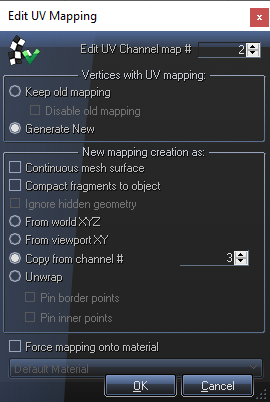 Edit UV Mapping
Edit UV Channel map # 2
Vertices with UV mapping:
Keep old mapping
Disable old mapping
Generate New
New mapping creation as:
Continuous mesh surface
Compact fragments to object
Ignore hidden geometry
From world XYZ
From viewport XY
Copy from channel # 3
Unwrap
Pin border points
Pin inner points
Force mapping onto material
Default Material
OK Cancel